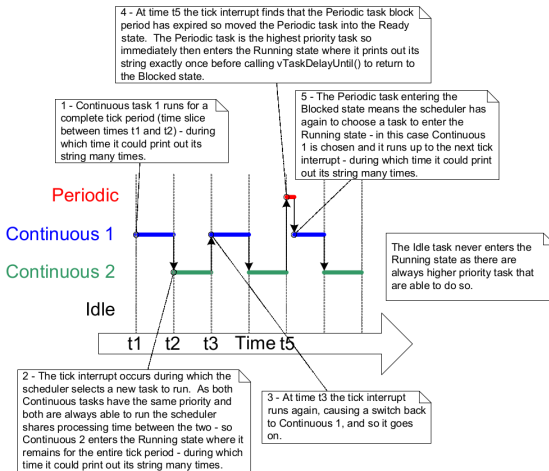 4 - At time t5 the tick interrupt finds that the Periodic task block
period has expired so moved the Periodic task into the Ready
state. The Periodic task is the highest priority task so
immediately then enters the Running state where it prints out its
string exactly once before calling vTaskDelayUntil() to return to
the Blocked state.
1 - Continuous task 1 runs for a
complete tick period (time slice
between times t1 and t2) - during
which time it could print out its
string many times.
5 - The Periodic task entering the
Blocked state means the scheduler has
again to choose a task to enter the
Running state - in this case Continuous
1 is chosen and it runs up to the next tick
interrupt - during which time it could print
out its string many times.
Periodic
Continuous 1
Continuous 2
Idle
The Idle task never enters the
Running state as there are
always higher priority task that
are able to do so.
t1 t2 t3 Time t5
2 - The tick interrupt occurs during which the
scheduler selects a new task to run. As both
Continuous tasks have the same priority and
both are always able to run the scheduler
shares processing time between the two - so
Continuous 2 enters the Running state where it
remains for the entire tick period - during which
time it could print out its string many times.
3 - At time t3 the tick interrupt
runs again, causing a switch back
to Continuous 1, and so it goes
on.